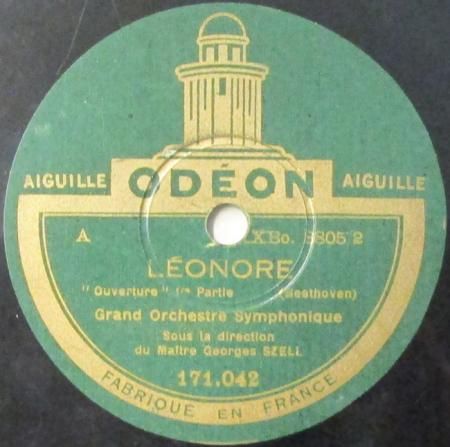 AIGUILLE ODÉON AIGUILLE
A XXBo. 8805 2
LÉONORE
"Ouverture" 1re Partie (Beethoven)
Grand Orchestre Symphonique
Sous la direction
du Maître Georges SZELL
171.042
FABRIQUE EN FRANCE